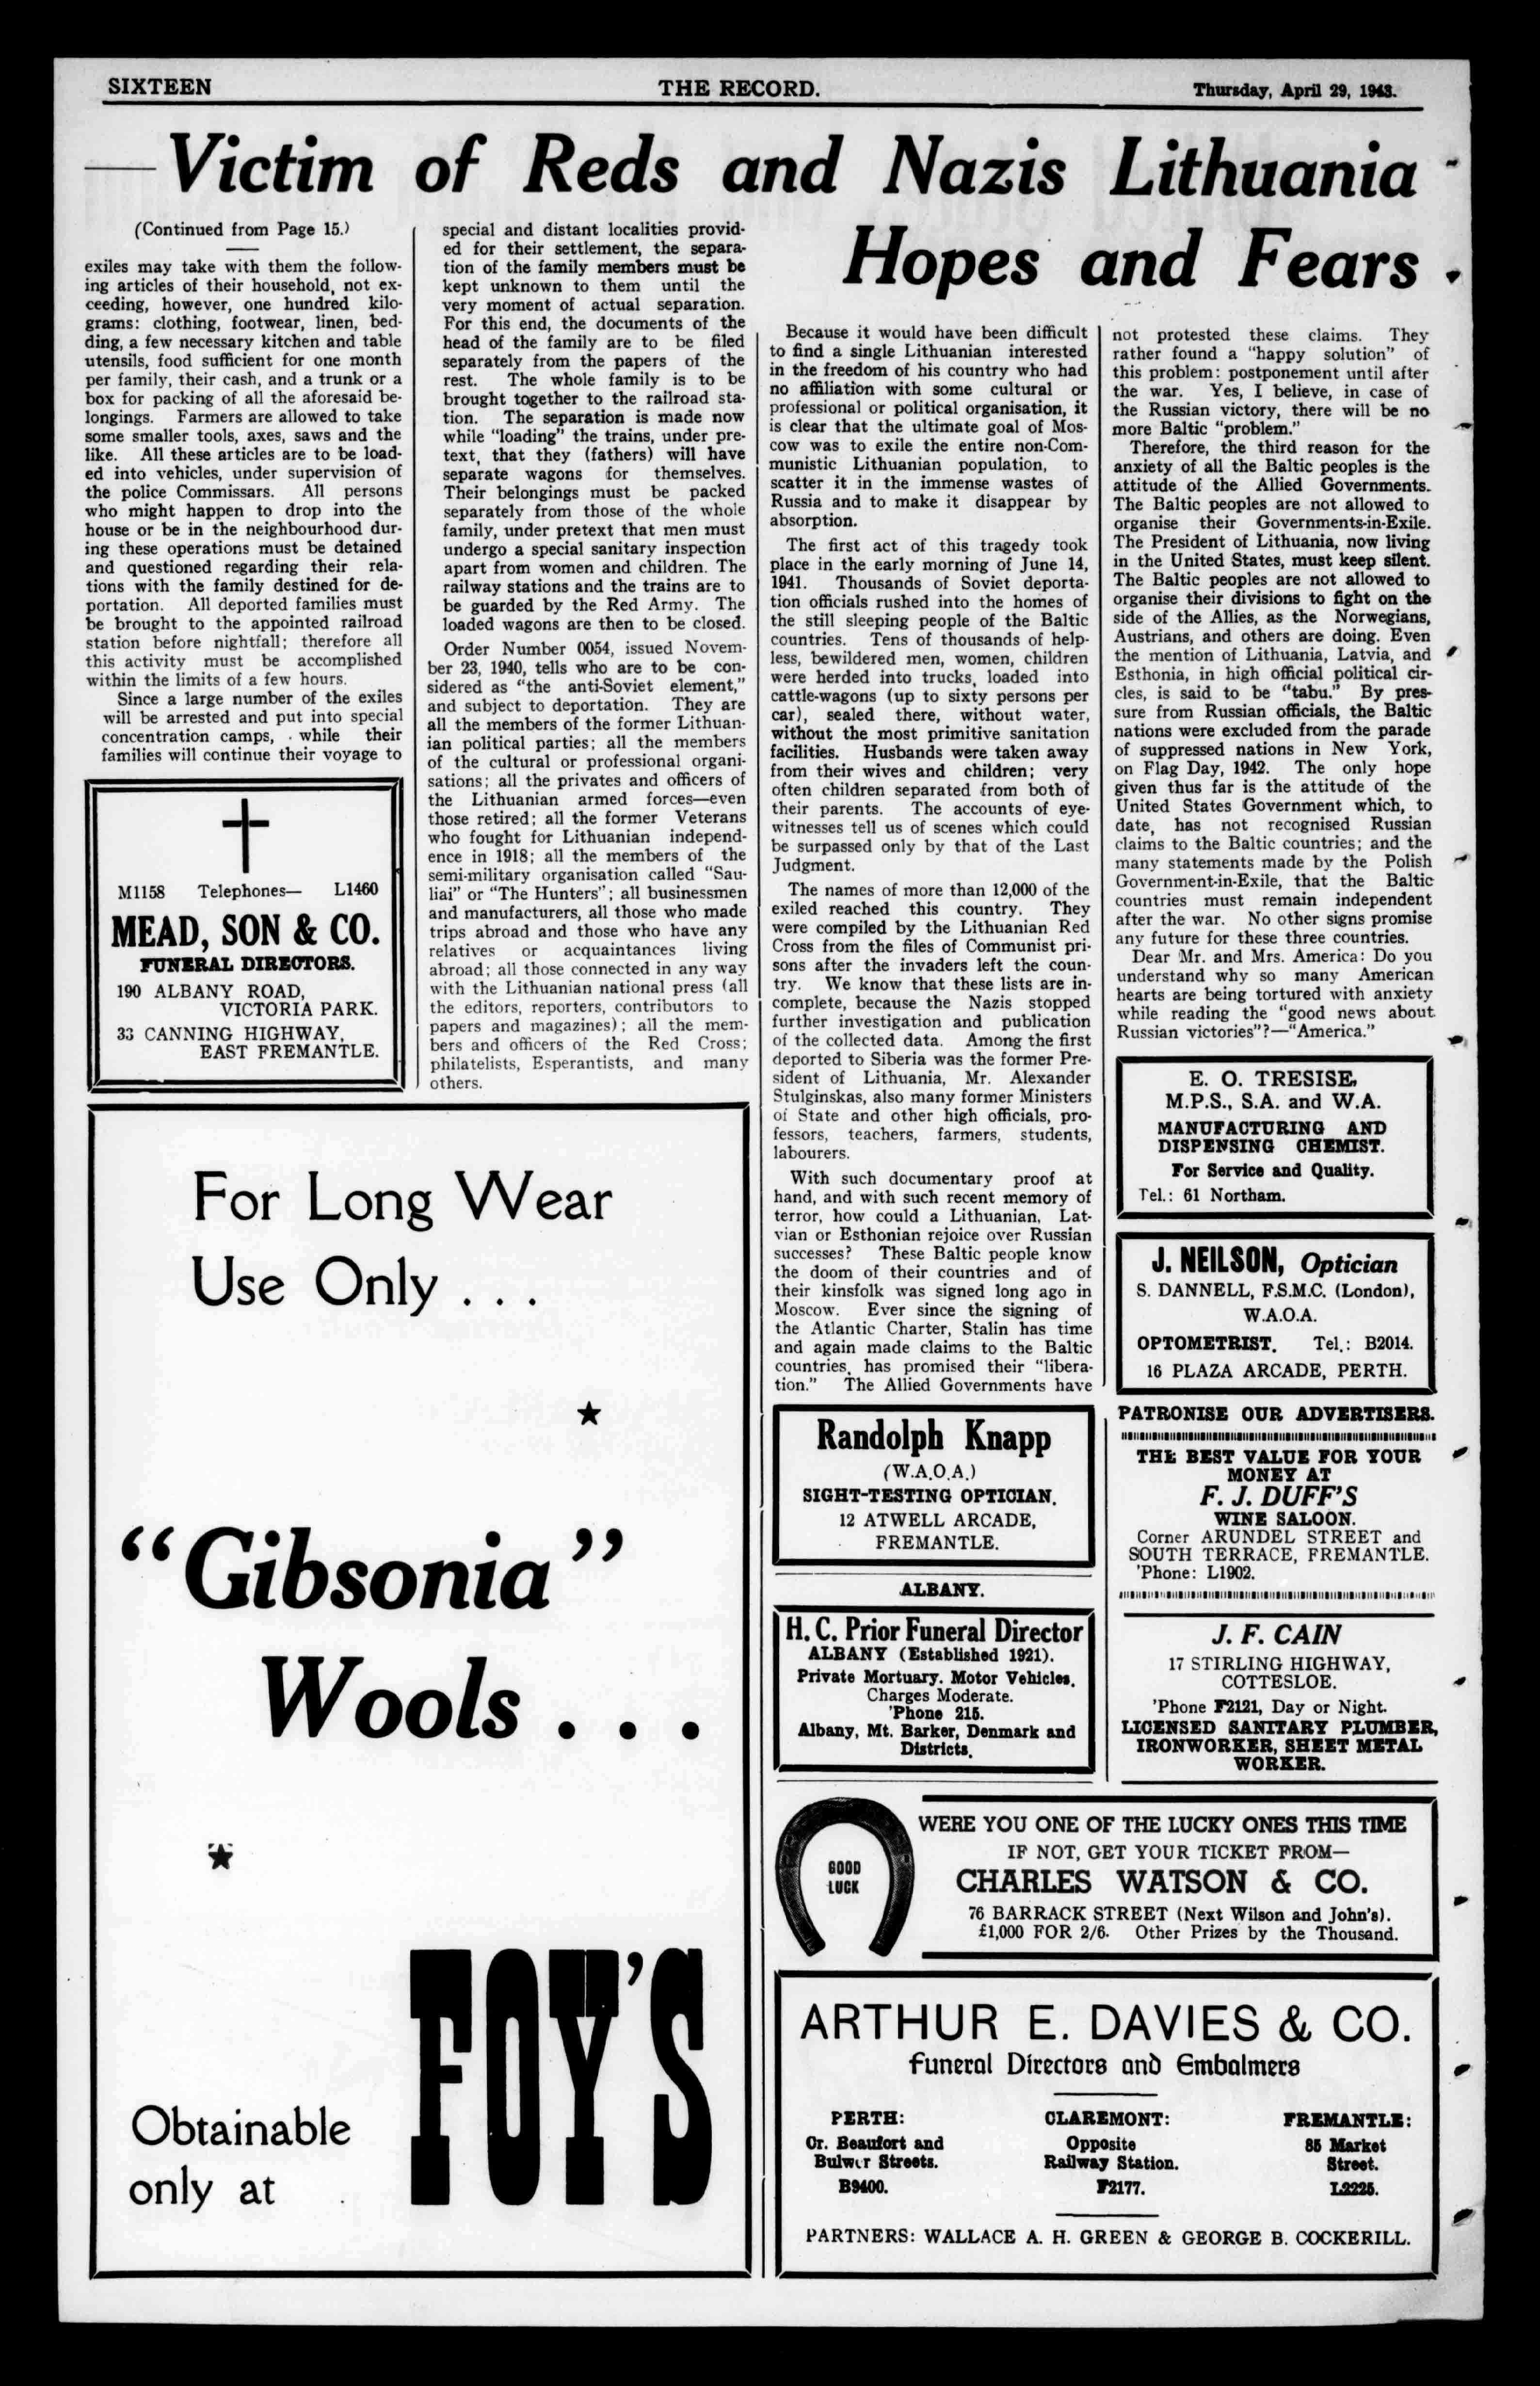 SIXTEEN
THE RECORD.
Thursday, April 29, 1943.
Victim of Reds and Nazis Lithuania
Hopes and Fears
(Continued from Page 15.)
exiles may take with them the follow-
ing articles of their household, not ex-
ceeding, however, one hundred kilo-
grams: clothing, footwear, linen, bed-
ding, a few necessary kitchen and table
utensils, food sufficient for one month
per family, their cash, and a trunk or a
box for packing of all the aforesaid be-
longings. Farmers are allowed to take
some smaller tools, axes, saws and the
like. All these articles are to be load-
ed into vehicles, under supervision of
the police Commissars. All persons
who might happen to drop into the
house or be in the neighbourhood dur-
ing these operations must be detained
and questioned regarding their rela-
tions with the family destined for de-
portation. All deported families must
be brought to the appointed railroad
station before nightfall; therefore all
this activity must be accomplished
within the limits of a few hours.
Since a large number of the exiles
will be arrested and put into special
concentration camps, while their
families will continue their voyage to
M1158 Telephones— L1460
MEAD, SON & CO.
FUNERAL DIRECTORS.
190 ALBANY ROAD,
VICTORIA PARK.
33 CANNING HIGHWAY,
EAST FREMANTLE.
special and distant localities provid-
ed for their settlement, the separa-
tion of the family members must be
kept unknown to them until the
very moment of actual separation.
For this end, the documents of the
head of the family are to be filed
separately from the papers of the
rest. The whole family is to be
brought together to the railroad sta-
tion. The separation is made now
while "loading" the trains, under pre-
text, that they (fathers) will have
separate wagons for themselves.
Their belongings must be packed
separately from those of the whole
family, under pretext that men must
undergo a special sanitary inspection
apart from women and children. The
railway stations and the trains are to
be guarded by the Red Army. The
loaded wagons are then to be closed.
Order Number 0054, issued Novem-
ber 23, 1940, tells who are to be con-
sidered as "the anti-Soviet element,"
and subject to deportation. They are
all the members of the former Lithuan-
ian political parties; all the members
of the cultural or professional organi-
sations; all the privates and officers of
the Lithuanian armed forces—even
those retired; all the former Veterans
who fought for Lithuanian independ-
ence in 1918; all the members of the
semi-military organisation called "Sau-
liai" or "The Hunters"; all businessmen
and manufacturers, all those who made
trips abroad and those who have any
relatives or acquaintances living
abroad; all those connected in any way
with the Lithuanian national press (all
the editors, reporters, contributors to
papers and magazines); all the mem-
bers and officers of the Red Cross;
philatelists, Esperantists, and many
others.
For Long Wear
Use Only . . .
"Gibsonia"
Wools . . .
Obtainable
only at
FOY'S
Because it would have been difficult
to find a single Lithuanian interested
in the freedom of his country who had
no affiliation with some cultural or
professional or political organisation, it
is clear that the ultimate goal of Mos-
cow was to exile the entire non-Com-
munistic Lithuanian population, to
scatter it in the immense wastes of
Russia and to make it disappear by
absorption.
The first act of this tragedy took
place in the early morning of June 14,
1941. Thousands of Soviet deporta-
tion officials rushed into the homes of
the still sleeping people of the Baltic
countries. Tens of thousands of help-
less, bewildered men, women, children
were herded into trucks, loaded into
cattle-wagons (up to sixty persons per
car), sealed there, without water,
without the most primitive sanitation
facilities. Husbands were taken away
from their wives and children; very
often children separated from both of
their parents. The accounts of eye-
witnesses tell us of scenes which could
be surpassed only by that of the Last
Judgment.
The names of more than 12,000 of the
exiled reached this country. They
were compiled by the Lithuanian Red
Cross from the files of Communist pri-
sons after the invaders left the coun-
try. We know that these lists are in-
complete, because the Nazis stopped
further investigation and publication
of the collected data. Among the first
deported to Siberia was the former Pre-
sident of Lithuania, Mr. Alexander
Stulginskas, also many former Ministers
of State and other high officials, pro-
fessors, teachers, farmers, students,
labourers.
With such documentary proof at
hand, and with such recent memory of
terror, how could a Lithuanian, Lat-
vian or Esthonian rejoice over Russian
successes? These Baltic people know
the doom of their countries and of
their kinsfolk was signed long ago in
Moscow. Ever since the signing of
the Atlantic Charter, Stalin has time
and again made claims to the Baltic
countries, has promised their "libera-
tion." The Allied Governments have
Randolph Knapp
(W.A.O.A.)
SIGHT-TESTING OPTICIAN.
12 ATWELL ARCADE,
FREMANTLE.
ALBANY.
H. C. Prior Funeral Director
ALBANY (Established 1921).
Private Mortuary. Motor Vehicles.
Charges Moderate.
'Phone 215.
Albany, Mt. Barker, Denmark and
Districts.
not protested these claims. They
rather found a "happy solution" of
this problem: postponement until after
the war. Yes, I believe, in case of
the Russian victory, there will be no
more Baltic "problem."
Therefore, the third reason for the
anxiety of all the Baltic peoples is the
attitude of the Allied Governments.
The Baltic peoples are not allowed to
organise their Governments-in-Exile.
The President of Lithuania, now living
in the United States, must keep silent.
The Baltic peoples are not allowed to
organise their divisions to fight on the
side of the Allies, as the Norwegians,
Austrians, and others are doing. Even
the mention of Lithuania, Latvia, and
Esthonia, in high official political cir-
cles, is said to be "tabu." By pres-
sure from Russian officials, the Baltic
nations were excluded from the parade
of suppressed nations in New York,
on Flag Day, 1942. The only hope
given thus far is the attitude of the
United States Government which, to
date, has not recognised Russian
claims to the Baltic countries; and the
many statements made by the Polish
Government-in-Exile, that the Baltic
countries must remain independent
after the war. No other signs promise
any future for these three countries.
Dear Mr. and Mrs. America: Do you
understand why so many American
hearts are being tortured with anxiety
while reading the "good news about
Russian victories"?—"America."
E. O. TRESISE,
M.P.S., S.A. and W.A.
MANUFACTURING AND
DISPENSING CHEMIST.
For Service and Quality.
Tel.: 61 Northam.
J. NEILSON, Optician
S. DANNELL, F.S.M.C. (London),
W.A.O.A.
OPTOMETRIST. Tel.: B2014.
16 PLAZA ARCADE, PERTH.
PATRONISE OUR ADVERTISERS.
THE BEST VALUE FOR YOUR
MONEY AT
F. J. DUFF'S
WINE SALOON.
Corner ARUNDEL STREET and
SOUTH TERRACE, FREMANTLE.
'Phone: L1902.
J. F. CAIN
17 STIRLING HIGHWAY,
COTTESLOE.
'Phone F2121, Day or Night.
LICENSED SANITARY PLUMBER,
IRONWORKER, SHEET METAL
WORKER.
GOOD
LUCK
WERE YOU ONE OF THE LUCKY ONES THIS TIME
IF NOT, GET YOUR TICKET FROM—
CHARLES WATSON & CO.
76 BARRACK STREET (Next Wilson and John's).
£1,000 FOR 2/6. Other Prizes by the Thousand.
ARTHUR E. DAVIES & CO.
Funeral Directors and Embalmers
PERTH:
Cr. Beaufort and
Bulwer Streets.
B9400.
CLAREMONT:
Opposite
Railway Station.
F2177.
FREMANTLE:
85 Market
Street.
L2225.
PARTNERS: WALLACE A. H. GREEN & GEORGE B. COCKERILL.